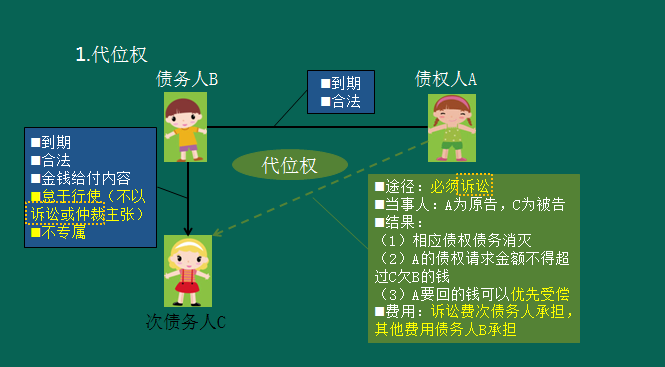 1.代位权
债务人B
债权人A
■到期
■合法
■到期
■合法
■金钱给付内容
■怠于行使（不以
诉讼或仲裁主张）
■不专属
代位权
■途径：必须诉讼
■当事人：A为原告，C为被告
■结果：
（1）相应债权债务消灭
（2）A的债权请求金额不得超
过C欠B的钱
（3）A要回的钱可以优先受偿
■费用：诉讼费次债务人承担，
其他费用债务人B承担
次债务人C